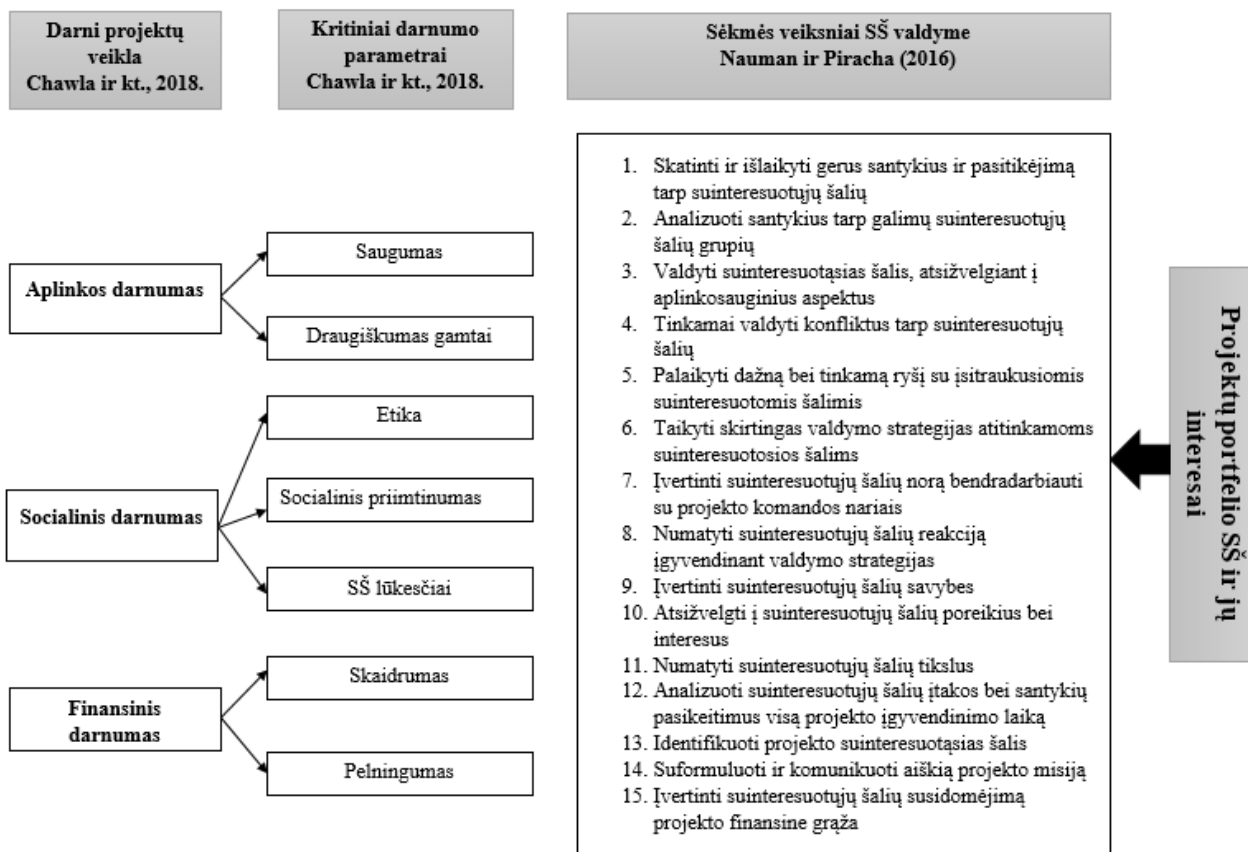 Darni projektų
veikla
Chawla ir kt., 2018.
Kritiniai darnumo
parametrai
Chawla ir kt., 2018.
Sėkmės veiksniai SŠ valdyme
Nauman ir Piracha (2016)
Aplinkos darnumas
Saugumas
Draugiškumas gamtai
Socialinis darnumas
Etika
Socialinis priimtinumas
SŠ lūkesčiai
Finansinis
darnumas
Skaidrumas
Pelningumas
1. Skatinti ir išlaikyti gerus santykius ir pasitikėjimą
tarp suinteresuotųjų šalių
2. Analizuoti santykius tarp galimų suinteresuotųjų
šalių grupių
3. Valdyti suinteresuotąsias šalis, atsižvelgiant į
aplinkosauginius aspektus
4. Tinkamai valdyti konfliktus tarp suinteresuotųjų
šalių
5. Palaikyti dažną bei tinkamą ryšį su įsitraukusiomis
suinteresuotomis šalimis
6. Taikyti skirtingas valdymo strategijas atitinkamoms
suinteresuotosios šalims
7. Įvertinti suinteresuotųjų šalių norą bendradarbiauti
su projekto komandos nariais
8. Numatyti suinteresuotųjų šalių reakciją
įgyvendinant valdymo strategijas
9. Įvertinti suinteresuotųjų šalių savybes
10. Atsižvelgti į suinteresuotųjų šalių poreikius bei
interesus
11. Numatyti suinteresuotųjų šalių tikslus
12. Analizuoti suinteresuotųjų šalių įtakos bei santykių
pasikeitimus visą projekto įgyvendinimo laiką
13. Identifikuoti projekto suinteresuotąsias šalis
14. Suformuluoti ir komunikuoti aiškią projekto misiją
15. Įvertinti suinteresuotųjų šalių susidomėjimą
projekto finansine grąža
Projektų portfelio SŠ ir jų
interesai